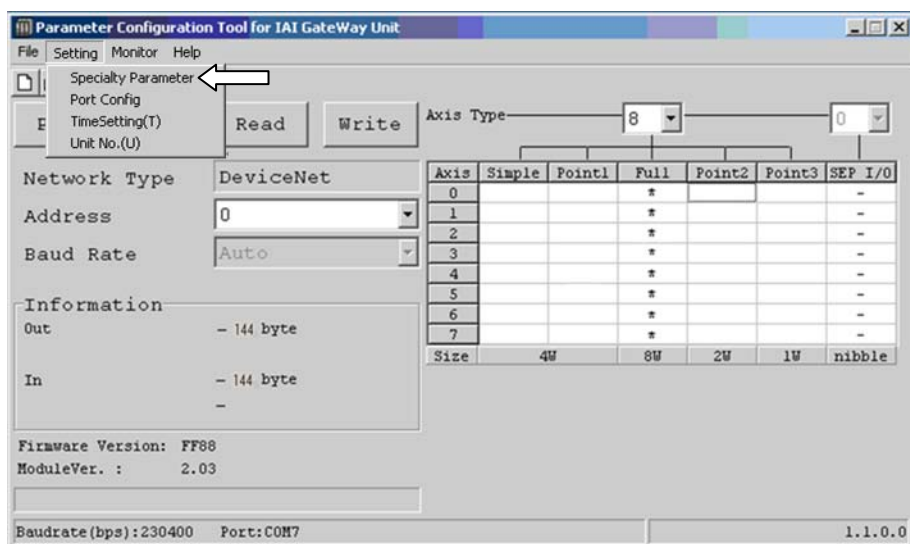 Parameter Configuration Tool for IAI GateWay Unit
File Setting Monitor Help
Specialty Parameter
Port Config
TimeSetting(T)
Unit No.(U)
Read Write
Axis Type 8 0
Network Type DeviceNet
Address 0
Baud Rate Auto
Axis Simple Point1 Full Point2 Point3 SEP I/O
0 * -
1 * -
2 * -
3 * -
4 * -
5 * -
6 * -
7 * -
Size 4W 8W 2W 1W nibble
Information
Out - 144 byte
In - 144 byte
-
Firmware Version: FF88
ModuleVer. : 2.03
Baudrate(bps):230400 Port:COM7 1.1.0.0